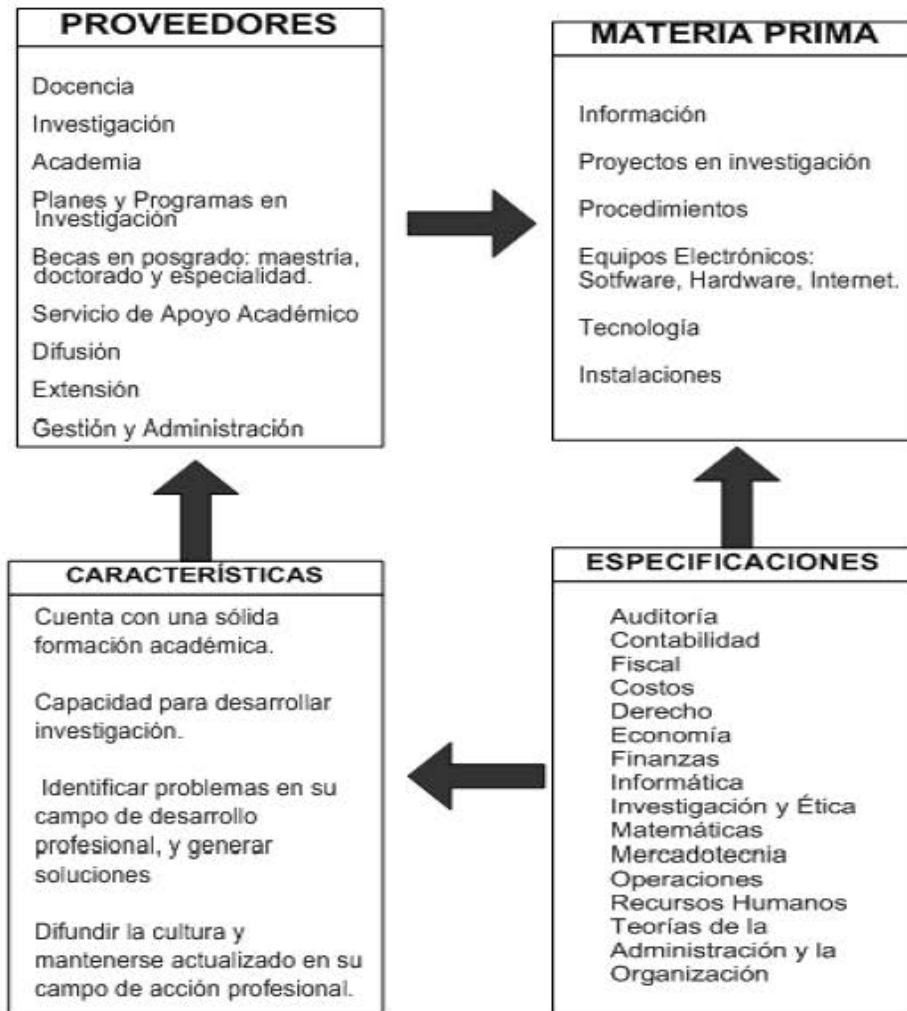 PROVEEDORES
Docencia
Investigación
Academia
Planes y Programas en
Investigación
Becas en posgrado: maestría,
doctorado y especialidad.
Servicio de Apoyo Académico
Difusión
Extensión
Gestión y Administración
MATERIA PRIMA
Información
Proyectos en investigación
Procedimientos
Equipos Electrónicos:
Sotfware, Hardware, Internet.
Tecnología
Instalaciones
CARACTERÍSTICAS
Cuenta con una sólida
formación académica.
Capacidad para desarrollar
investigación.
Identificar problemas en su
campo de desarrollo
profesional, y generar
soluciones
Difundir la cultura y
mantenerse actualizado en su
campo de acción profesional.
ESPECIFICACIONES
Auditoría
Contabilidad
Fiscal
Costos
Derecho
Economía
Finanzas
Informática
Investigación y Ética
Matemáticas
Mercadotecnia
Operaciones
Recursos Humanos
Teorías de la
Administración y la
Organización